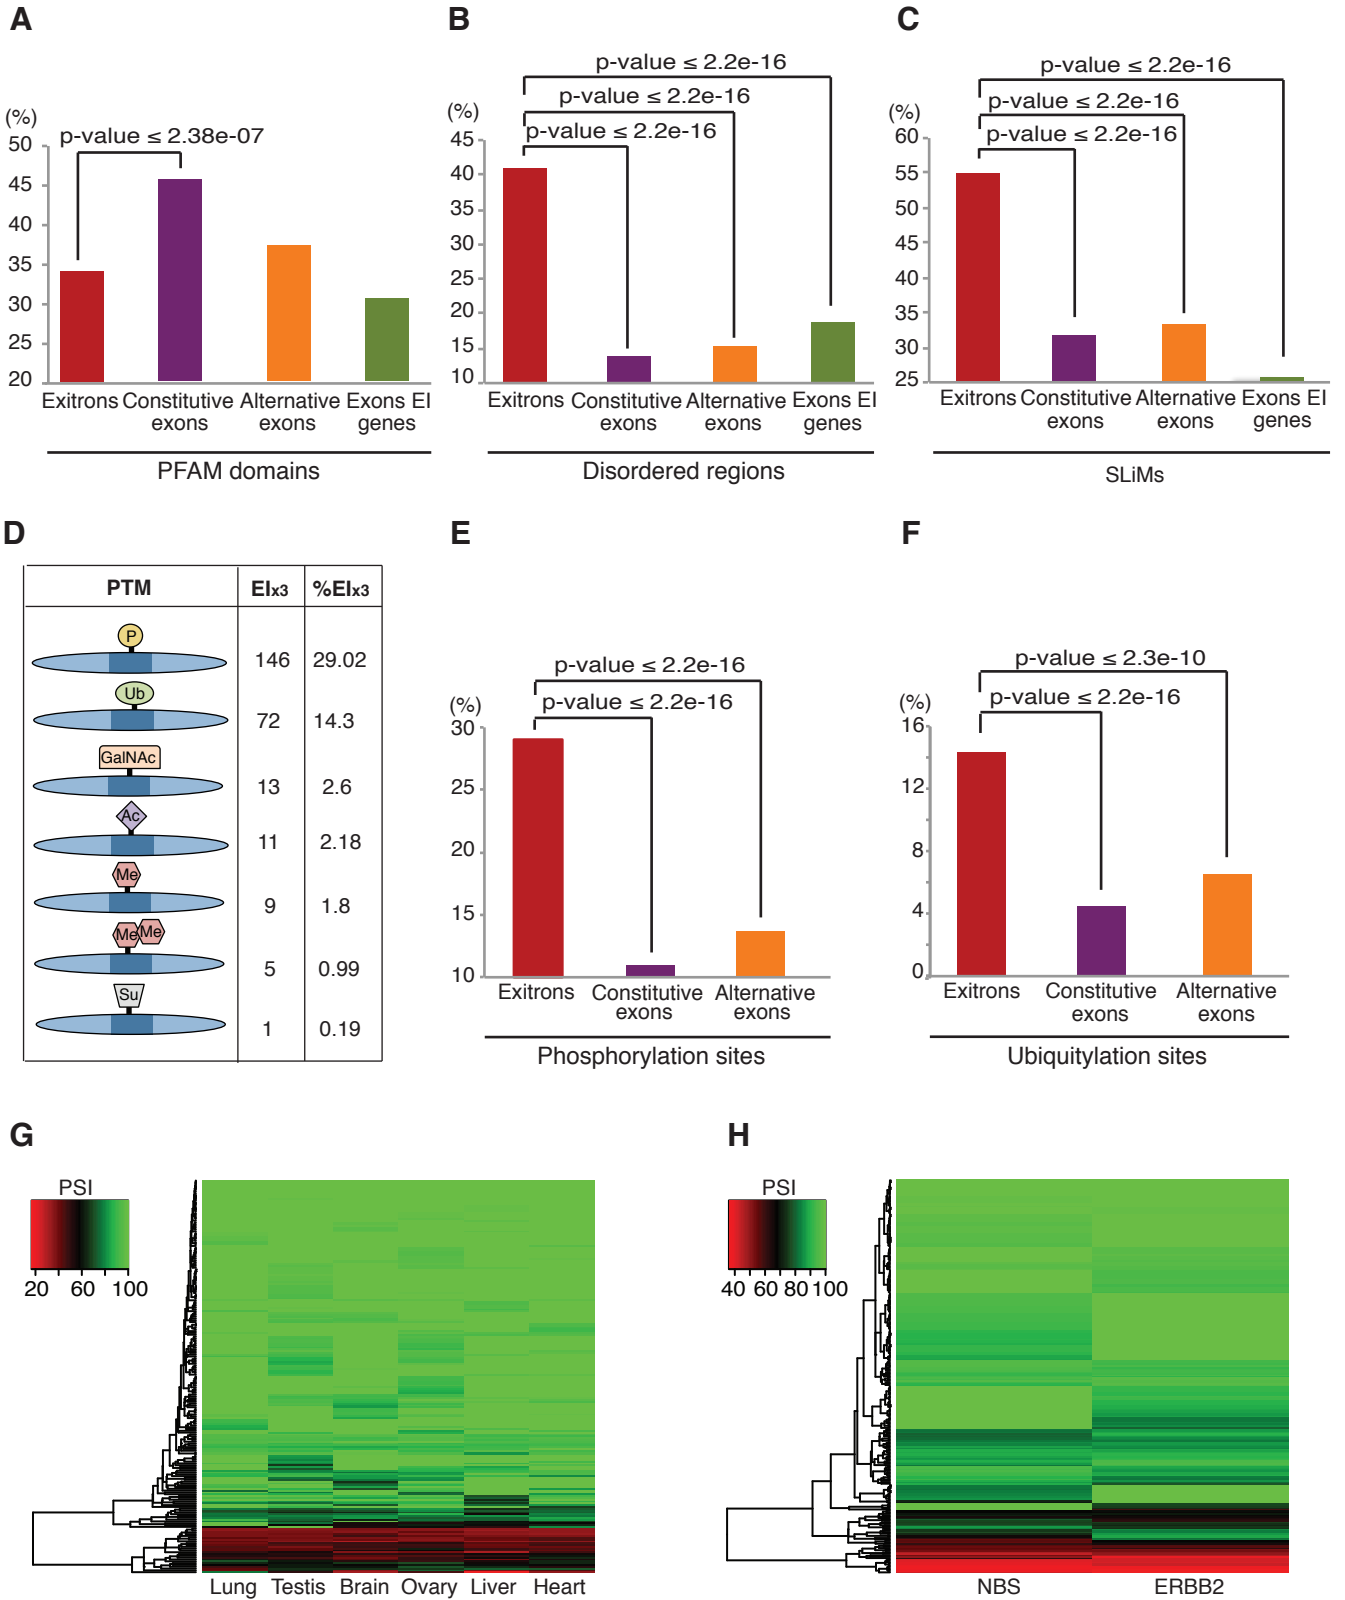 A
(%)
p-value ≤ 2.38e-07
50
45
40
35
30
25
20
Exitrons Constitutive exons Alternative exons Exons EI genes
PFAM domains
B
(%)
p-value ≤ 2.2e-16
p-value ≤ 2.2e-16
p-value ≤ 2.2e-16
45
40
35
30
25
20
15
10
Exitrons Constitutive exons Alternative exons Exons EI genes
Disordered regions
C
(%)
p-value ≤ 2.2e-16
p-value ≤ 2.2e-16
p-value ≤ 2.2e-16
60
55
50
45
40
35
30
25
Exitrons Constitutive exons Alternative exons Exons EI genes
SLiMs
D
PTM EIx3 %EIx3
P 146 29.02
Ub 72 14.3
GalNAc 13 2.6
Ac 11 2.18
Me 9 1.8
Me Me 5 0.99
Su 1 0.19
E
(%)
p-value ≤ 2.2e-16
p-value ≤ 2.2e-16
30
25
20
15
10
Exitrons Constitutive exons Alternative exons
Phosphorylation sites
F
(%)
p-value ≤ 2.3e-10
p-value ≤ 2.2e-16
16
12
8
4
0
Exitrons Constitutive exons Alternative exons
Ubiquitylation sites
G
PSI
20 60 100
Lung Testis Brain Ovary Liver Heart
H
PSI
40 60 80 100
NBS ERBB2